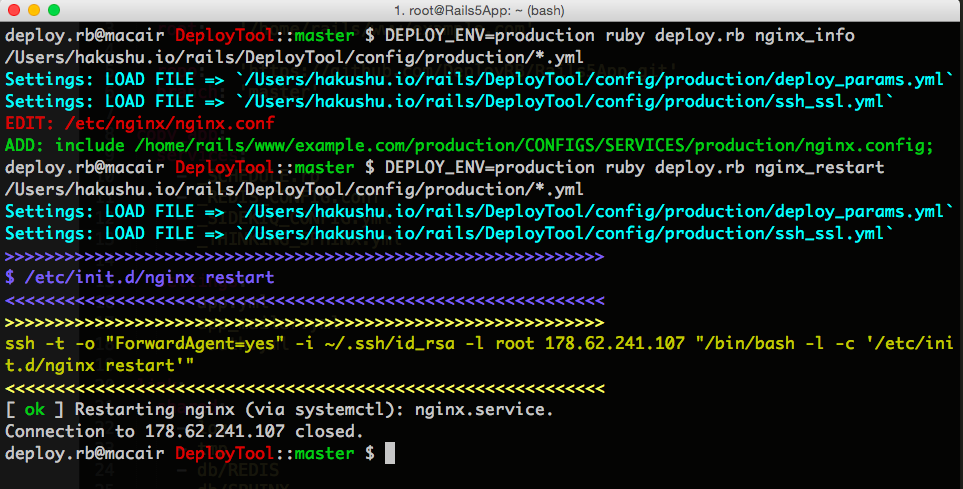 1. root@Rails5App: ~ (bash)
deploy.rb@macair DeployTool::master $ DEPLOY_ENV=production ruby deploy.rb nginx_info
/Users/hakushu.io/rails/DeployTool/config/production/*.yml
Settings: LOAD FILE => `/Users/hakushu.io/rails/DeployTool/config/production/deploy_params.yml`
Settings: LOAD FILE => `/Users/hakushu.io/rails/DeployTool/config/production/ssh_ssl.yml`
EDIT: /etc/nginx/nginx.conf
ADD: include /home/rails/www/example.com/production/CONFIGS/SERVICES/production/nginx.config;
deploy.rb@macair DeployTool::master $ DEPLOY_ENV=production ruby deploy.rb nginx_restart
/Users/hakushu.io/rails/DeployTool/config/production/*.yml
Settings: LOAD FILE => `/Users/hakushu.io/rails/DeployTool/config/production/deploy_params.yml`
Settings: LOAD FILE => `/Users/hakushu.io/rails/DeployTool/config/production/ssh_ssl.yml`
>>>>>>>>>>>>>>>>>>>>>>>>>>>>>>>>>>>>>>>>>>>>>>>>>>>>>>>>>>>>
$ /etc/init.d/nginx restart
<<<<<<<<<<<<<<<<<<<<<<<<<<<<<<<<<<<<<<<<<<<<<<<<<<<<<<<<<<<<
>>>>>>>>>>>>>>>>>>>>>>>>>>>>>>>>>>>>>>>>>>>>>>>>>>>>>>>>>>>>
ssh -t -o "ForwardAgent=yes" -i ~/.ssh/id_rsa -l root 178.62.241.107 "/bin/bash -l -c '/etc/ini
t.d/nginx restart'"
<<<<<<<<<<<<<<<<<<<<<<<<<<<<<<<<<<<<<<<<<<<<<<<<<<<<<<<<<<<<
[ ok ] Restarting nginx (via systemctl): nginx.service.
Connection to 178.62.241.107 closed.
deploy.rb@macair DeployTool::master $
24 - db/REDIS